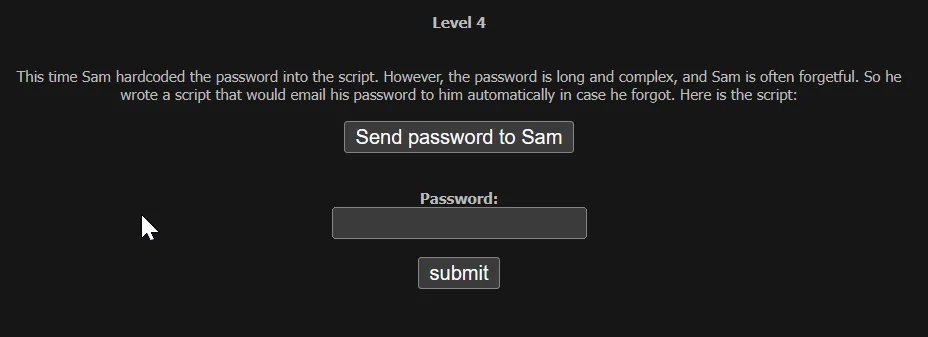 Level 4
This time Sam hardcoded the password into the script. However, the password is long and complex, and Sam is often forgetful. So he
wrote a script that would email his password to him automatically in case he forgot. Here is the script:
Send password to Sam
Password:
submit